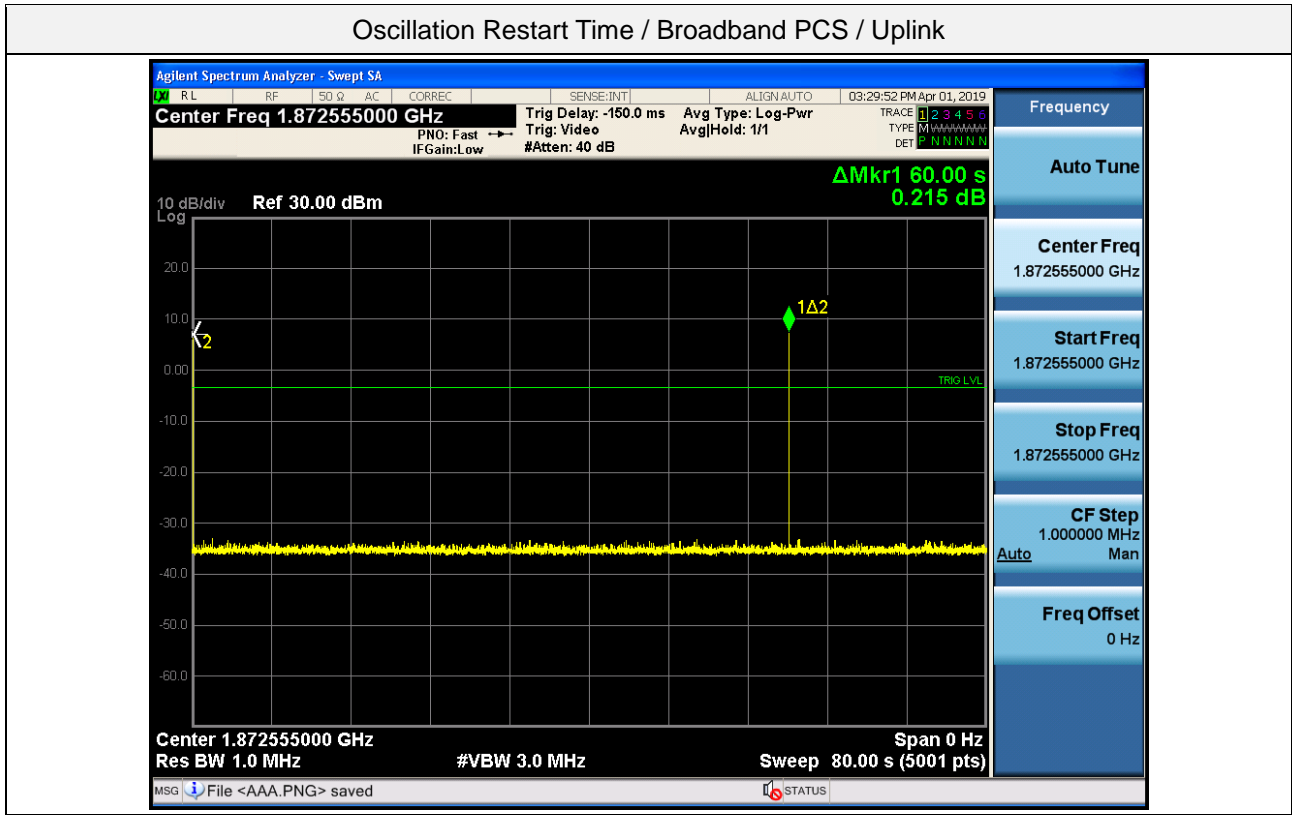 Oscillation Restart Time / Broadband PCS / Uplink
Agilent Spectrum Analyzer - Swept SA
LXI RL RF 50 Ω AC CORREC SENSE:INT ALIGN AUTO 03:29:52 PM Apr 01, 2019
Center Freq 1.872555000 GHz
PNO: Fast
IFGain:Low
Trig Delay: -150.0 ms
Trig: Video
#Atten: 40 dB
Avg Type: Log-Pwr
Avg|Hold: 1/1
TRACE 1 2 3 4 5 6
TYPE M WWWWW
DET P N N N N N
ΔMkr1 60.00 s
0.215 dB
10 dB/div Ref 30.00 dBm
Log
20.0
10.0
0.00
-10.0
-20.0
-30.0
-40.0
-50.0
-60.0
2
1Δ2
TRIG LVL
Center 1.872555000 GHz Span 0 Hz
Res BW 1.0 MHz #VBW 3.0 MHz Sweep 80.00 s (5001 pts)
MSG File <AAA.PNG> saved STATUS
Frequency
Auto Tune
Center Freq
1.872555000 GHz
Start Freq
1.872555000 GHz
Stop Freq
1.872555000 GHz
CF Step
1.000000 MHz
Auto Man
Freq Offset
0 Hz